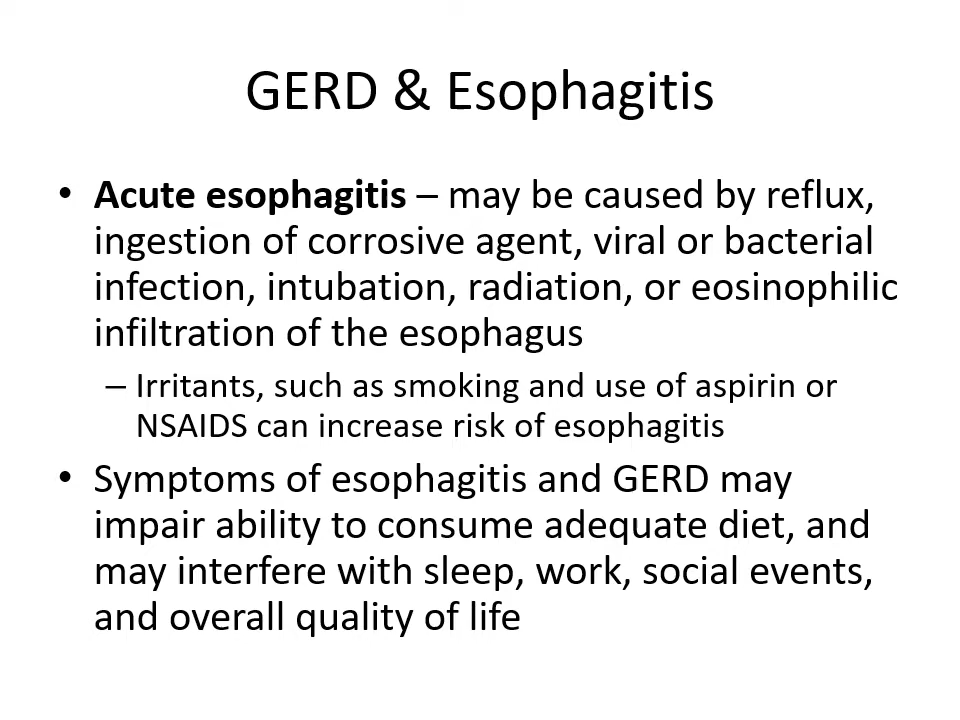 GERD & Esophagitis
• Acute esophagitis – may be caused by reflux,
ingestion of corrosive agent, viral or bacterial
infection, intubation, radiation, or eosinophilic
infiltration of the esophagus
– Irritants, such as smoking and use of aspirin or
NSAIDS can increase risk of esophagitis
• Symptoms of esophagitis and GERD may
impair ability to consume adequate diet, and
may interfere with sleep, work, social events,
and overall quality of life